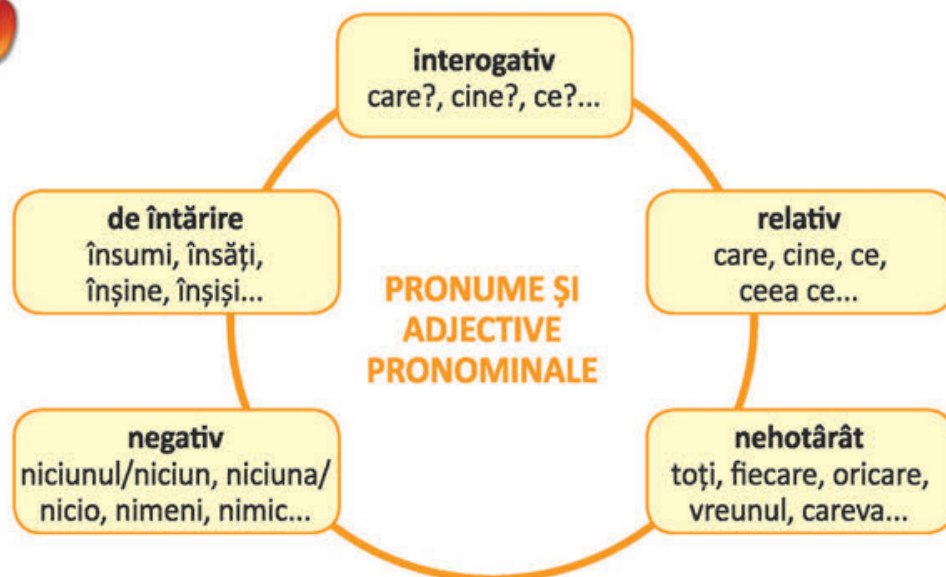 interogativ
care?, cine?, ce?...
de întărire
însumi, însăți,
înșine, înșiși...
relativ
care, cine, ce,
ceea ce...
PRONUME ȘI
ADJECTIVE
PRONOMINALE
negativ
niciunul/niciun, niciuna/
nicio, nimeni, nimic...
nehotărât
toți, fiecare, oricare,
vreunul, careva...